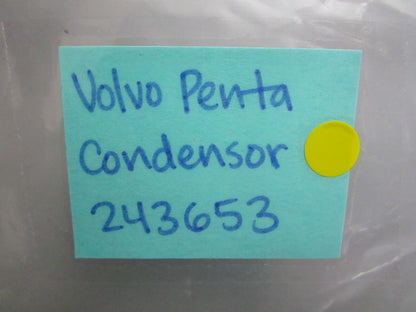 Volvo Penta
Condensor
243653